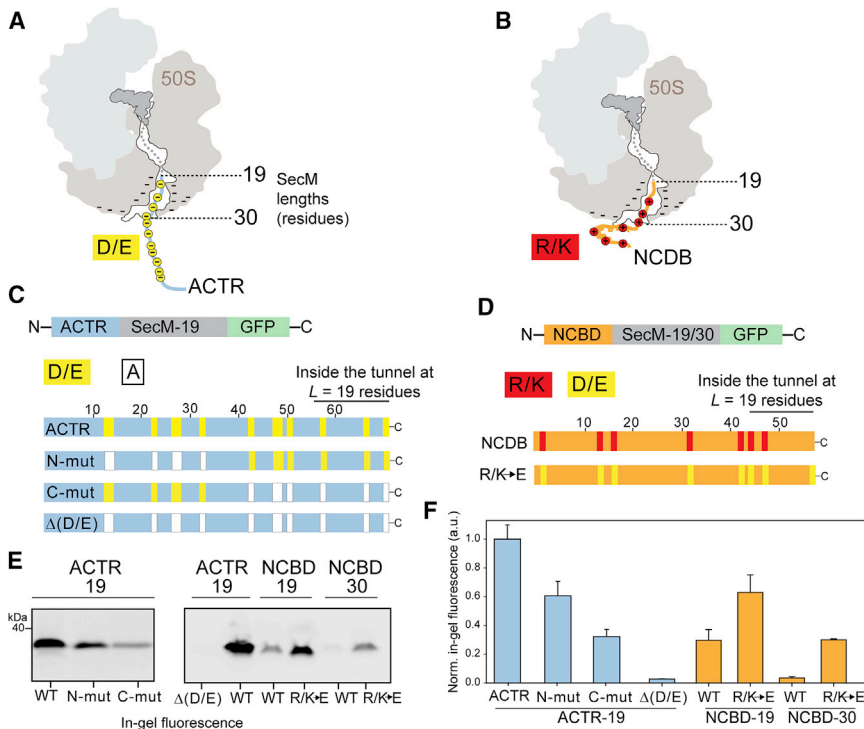 A
50S
19
SecM
lengths
(residues)
30
D/E
ACTR
B
50S
19
30
R/K
NCDB
C
N– ACTR SecM-19 GFP –C
D/E A
Inside the tunnel at
L = 19 residues
10 20 30 40 50 60
ACTR –C
N-mut –C
C-mut –C
Δ(D/E) –C
D
N– NCBD SecM-19/30 GFP –C
R/K D/E
Inside the tunnel at
L = 19 residues
10 20 30 40 50
NCDB –C
R/K▸E –C
E
ACTR
19
ACTR NCBD NCBD
19 19 30
kDa
40
WT N-mut C-mut
Δ(D/E) WT WT R/K▸E WT R/K▸E
In-gel fluorescence
F
Norm. in-gel fluorescence (a.u.)
1.0
0.8
0.6
0.4
0.2
0.0
ACTR N-mut C-mut Δ(D/E) WT R/K▸E WT R/K▸E
ACTR-19 NCBD-19 NCBD-30